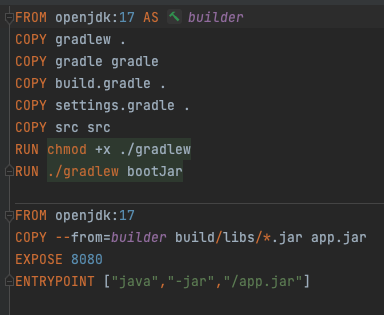 FROM openjdk:17 AS builder
COPY gradlew .
COPY gradle gradle
COPY build.gradle .
COPY settings.gradle .
COPY src src
RUN chmod +x ./gradlew
RUN ./gradlew bootJar
FROM openjdk:17
COPY --from=builder build/libs/*.jar app.jar
EXPOSE 8080
ENTRYPOINT ["java","-jar","/app.jar"]